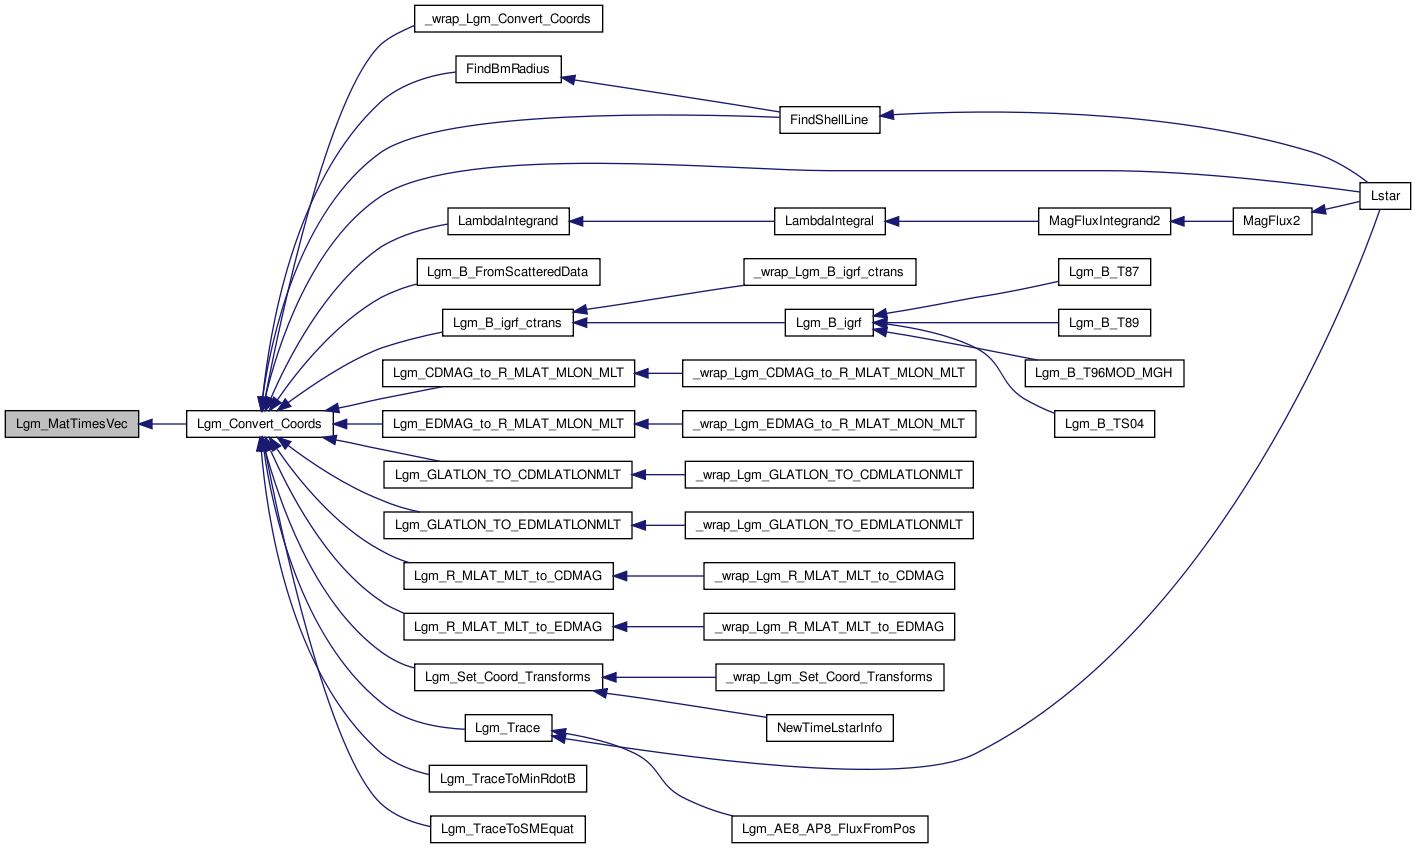 _wrap_Lgm_Convert_Coords
FindBmRadius
FindShellLine
Lstar
LambdaIntegrand
LambdaIntegral
MagFluxIntegrand2
MagFlux2
Lgm_B_FromScatteredData
_wrap_Lgm_B_igrf_ctrans
Lgm_B_T87
Lgm_B_igrf_ctrans
Lgm_B_igrf
Lgm_B_T89
Lgm_CDMAG_to_R_MLAT_MLON_MLT
_wrap_Lgm_CDMAG_to_R_MLAT_MLON_MLT
Lgm_B_T96MOD_MGH
Lgm_MatTimesVec
Lgm_Convert_Coords
Lgm_EDMAG_to_R_MLAT_MLON_MLT
_wrap_Lgm_EDMAG_to_R_MLAT_MLON_MLT
Lgm_B_TS04
Lgm_GLATLON_TO_CDMLATLONMLT
_wrap_Lgm_GLATLON_TO_CDMLATLONMLT
Lgm_GLATLON_TO_EDMLATLONMLT
_wrap_Lgm_GLATLON_TO_EDMLATLONMLT
Lgm_R_MLAT_MLT_to_CDMAG
_wrap_Lgm_R_MLAT_MLT_to_CDMAG
Lgm_R_MLAT_MLT_to_EDMAG
_wrap_Lgm_R_MLAT_MLT_to_EDMAG
Lgm_Set_Coord_Transforms
_wrap_Lgm_Set_Coord_Transforms
Lgm_Trace
NewTimeLstarInfo
Lgm_TraceToMinRdotB
Lgm_TraceToSMEquat
Lgm_AE8_AP8_FluxFromPos